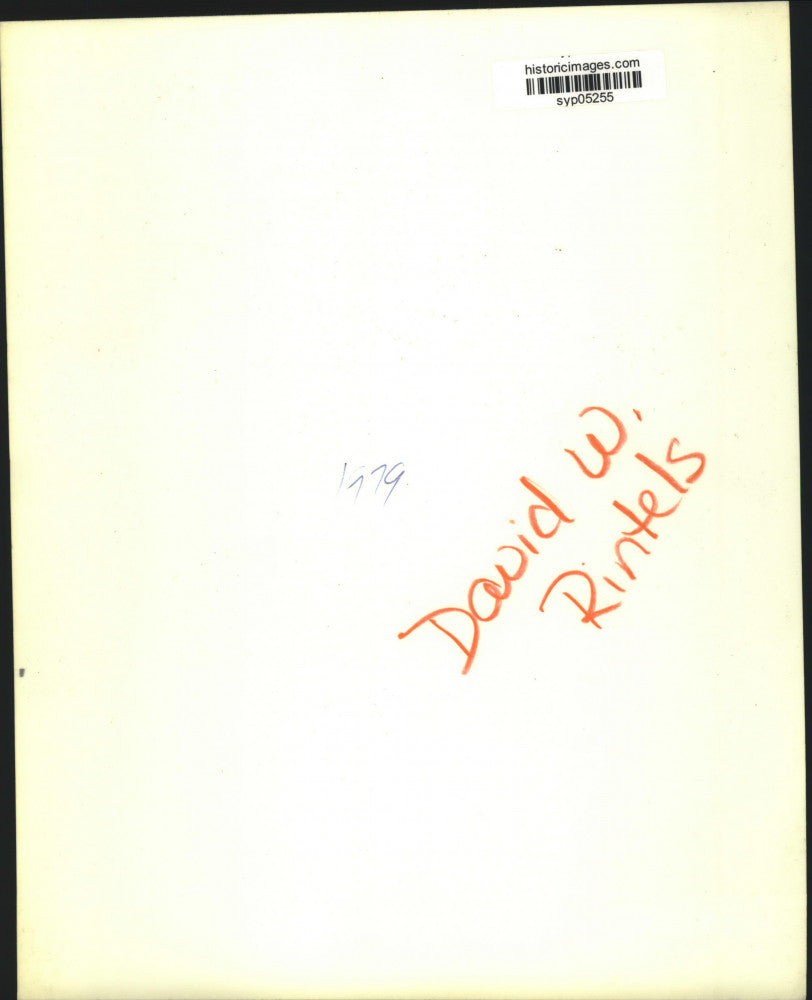 historicimages.com
syp05255
1979
David W.
Rintels